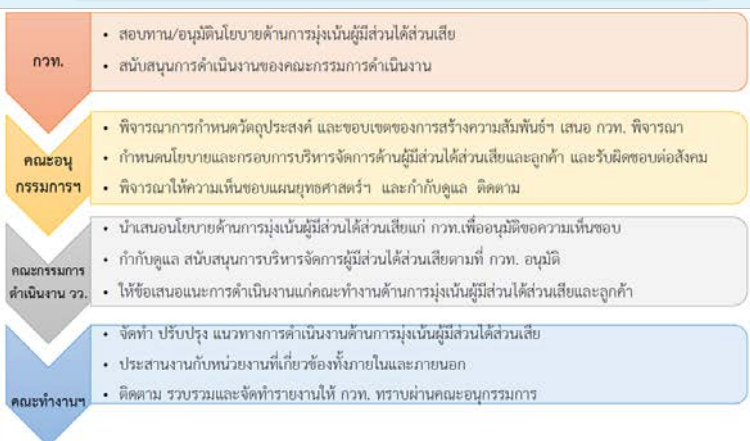 กวท.
• สอบทาน/อนุมัตินโยบายด้านการมุ่งเน้นผู้มีส่วนได้ส่วนเสีย
• สนับสนุนการดำเนินงานของคณะกรรมการดำเนินงาน
คณะอนุ
กรรมการฯ
• พิจารณาการกำหนดวัตถุประสงค์ และขอบเขตของการสร้างความสัมพันธ์ฯ เสนอ กวท. พิจารณา
• กำหนดนโยบายและกรอบการบริหารจัดการด้านผู้มีส่วนได้ส่วนเสียและลูกค้า และรับผิดชอบต่อสังคม
• พิจารณาให้ความเห็นชอบแผนยุทธศาสตร์ฯ และกำกับดูแล ติดตาม
คณะกรรมการ
ดำเนินงาน วว.
• นำเสนอนโยบายด้านการมุ่งเน้นผู้มีส่วนได้ส่วนเสียแก่ กวท.เพื่ออนุมัติขอความเห็นชอบ
• กำกับดูแล สนับสนุนการบริหารจัดการผู้มีส่วนได้ส่วนเสียตามที่ กวท. อนุมัติ
• ให้ข้อเสนอแนะการดำเนินงานแก่คณะทำงานด้านการมุ่งเน้นผู้มีส่วนได้ส่วนเสียและลูกค้า
คณะทำงานฯ
• จัดทำ ปรับปรุง แนวทางการดำเนินงานด้านการมุ่งเน้นผู้มีส่วนได้ส่วนเสีย
• ประสานงานกับหน่วยงานที่เกี่ยวข้องทั้งภายในและภายนอก
• ติดตาม รวบรวมและจัดทำรายงานให้ กวท. ทราบผ่านคณะอนุกรรมการ